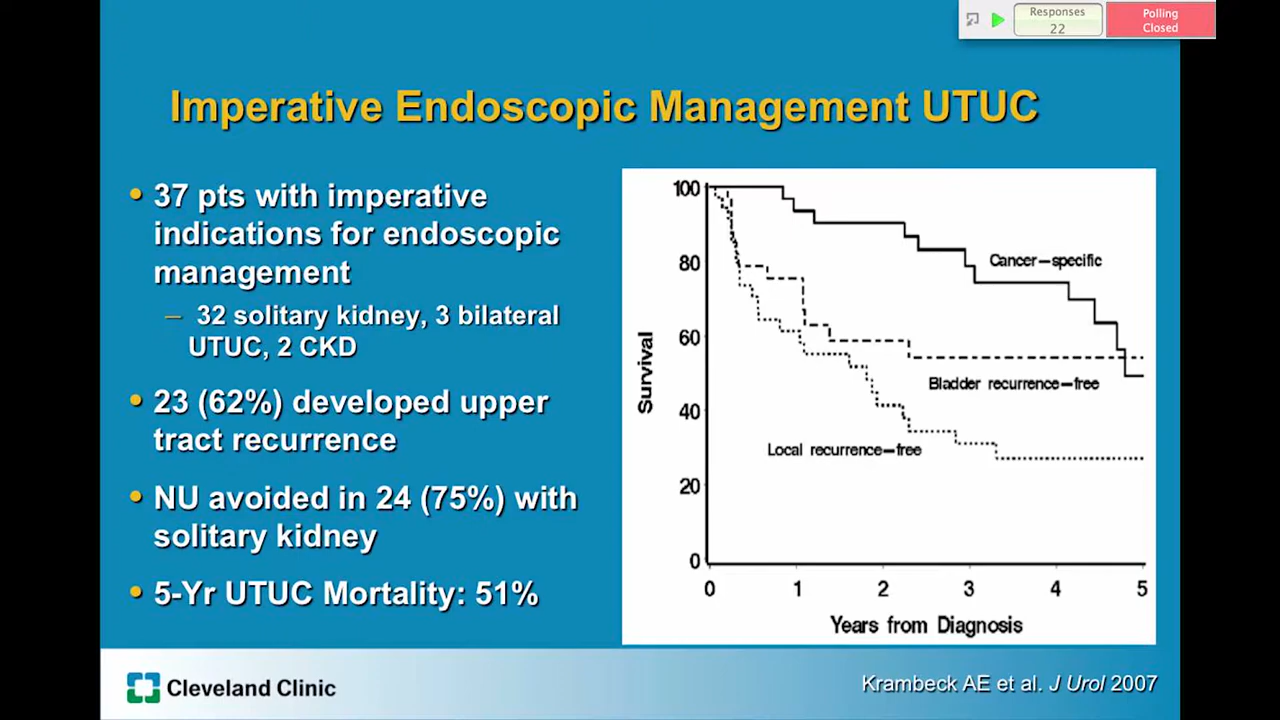 Responses
22
Polling
Closed
Imperative Endoscopic Management UTUC
• 37 pts with imperative
indications for endoscopic
management
– 32 solitary kidney, 3 bilateral
UTUC, 2 CKD
• 23 (62%) developed upper
tract recurrence
• NU avoided in 24 (75%) with
solitary kidney
• 5-Yr UTUC Mortality: 51%
100
80
60
40
20
0
Survival
Cancer–specific
Bladder recurrence–free
Local recurrence–free
0 1 2 3 4 5
Years from Diagnosis
Cleveland Clinic
Krambeck AE et al. J Urol 2007